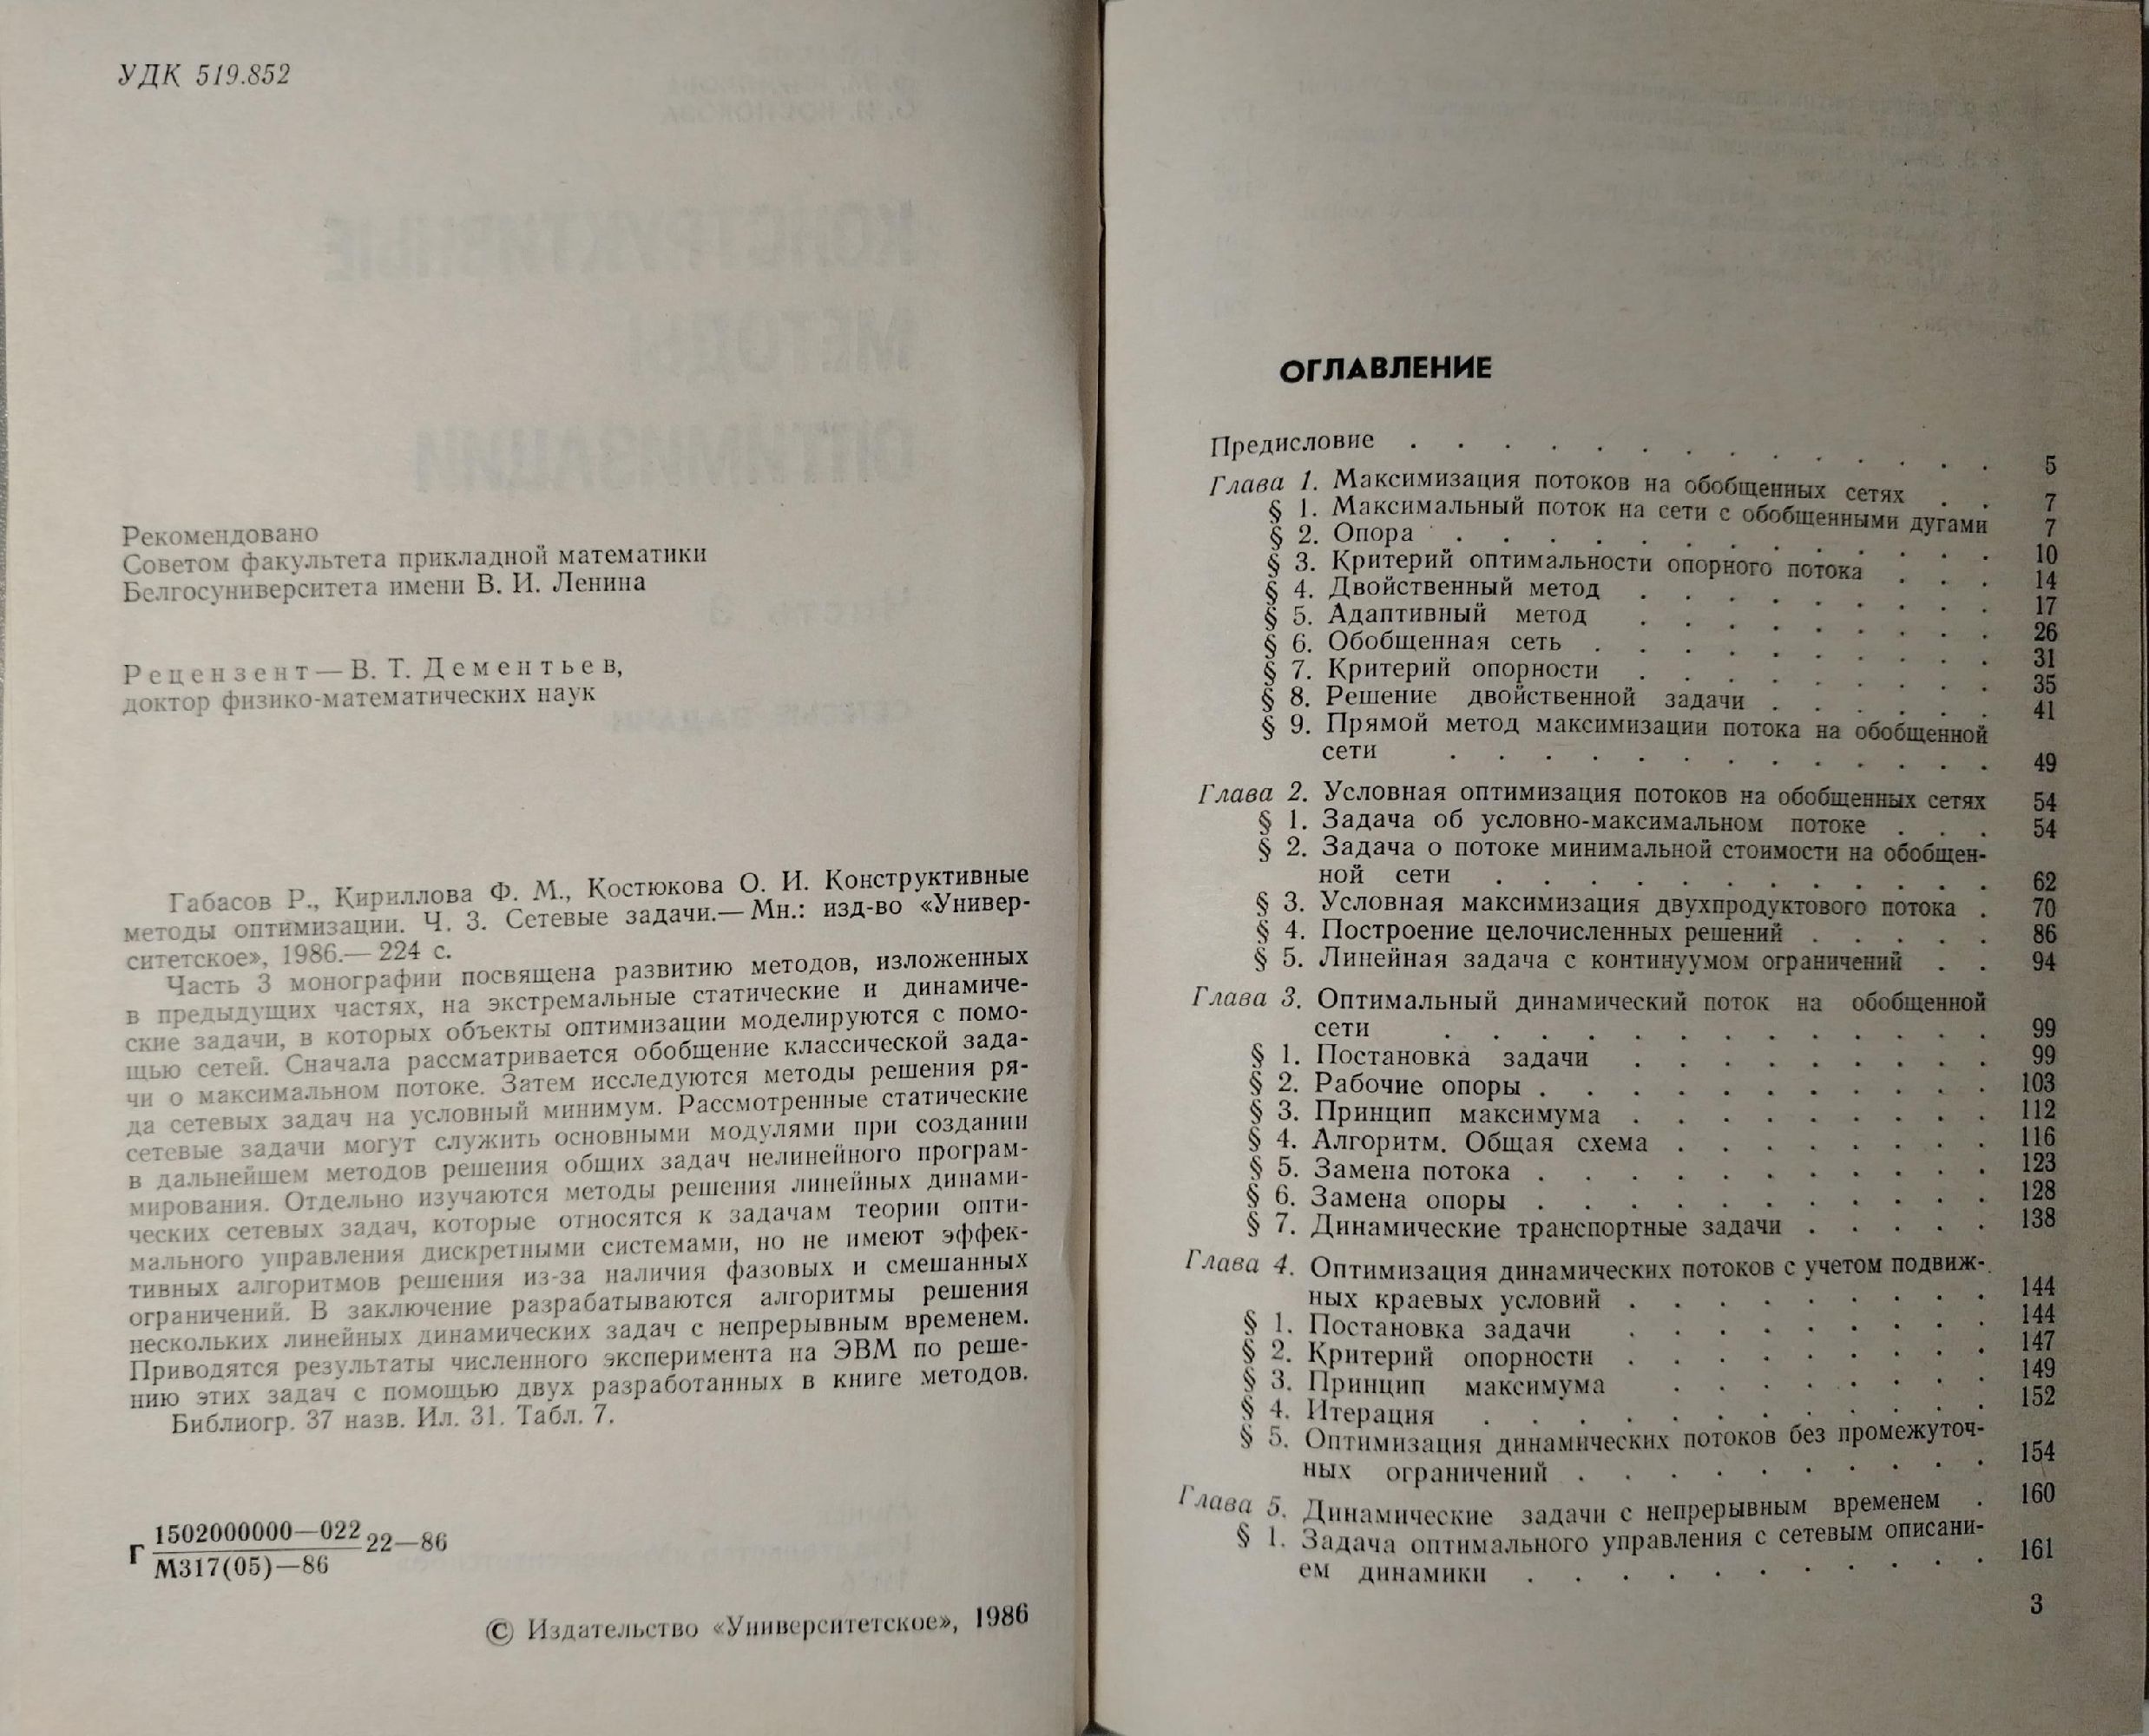 УДК 519.852
Рекомендовано
Советом факультета прикладной математики
Белгосуниверситета имени В. И. Ленина
Рецензент — В. Т. Дементьев,
доктор физико-математических наук
Габасов Р., Кириллова Ф. М., Костюкова О. И. Конструктивные
методы оптимизации. Ч. 3. Сетевые задачи.— Мн.: изд-во «Универ-
ситетское», 1986.— 224 с.
Часть 3 монографии посвящена развитию методов, изложенных
в предыдущих частях, на экстремальные статические и динамиче-
ские задачи, в которых объекты оптимизации моделируются с помо-
щью сетей. Сначала рассматривается обобщение классической зада-
чи о максимальном потоке. Затем исследуются методы решения ря-
да сетевых задач на условный минимум. Рассмотренные статические
сетевые задачи могут служить основными модулями при создании
в дальнейшем методов решения общих задач нелинейного програм-
мирования. Отдельно изучаются методы решения линейных динами-
ческих сетевых задач, которые относятся к задачам теории опти-
мального управления дискретными системами, но не имеют эффек-
тивных алгоритмов решения из-за наличия фазовых и смешанных
ограничений. В заключение разрабатываются алгоритмы решения
нескольких линейных динамических задач с непрерывным временем.
Приводятся результаты численного эксперимента на ЭВМ по реше-
нию этих задач с помощью двух разработанных в книге методов.
Библиогр. 37 назв. Ил. 31. Табл. 7.
Г 1502000000—022 22—86
М317(05)—86
© Издательство «Университетское», 1986
ОГЛАВЛЕНИЕ
Предисловие . . . . . . . . . . . . . 5
Глава 1. Максимизация потоков на обобщенных сетях . . 7
§ 1. Максимальный поток на сети с обобщенными дугами 7
§ 2. Опора . . . . . . . . . . . . 10
§ 3. Критерий оптимальности опорного потока . . . 14
§ 4. Двойственный метод . . . . . . . . 17
§ 5. Адаптивный метод . . . . . . . . 26
§ 6. Обобщенная сеть . . . . . . . . . 31
§ 7. Критерий опорности . . . . . . . . 35
§ 8. Решение двойственной задачи . . . . . 41
§ 9. Прямой метод максимизации потока на обобщенной
сети . . . . . . . . . . . . 49
Глава 2. Условная оптимизация потоков на обобщенных сетях 54
§ 1. Задача об условно-максимальном потоке . . . 54
§ 2. Задача о потоке минимальной стоимости на обобщен-
ной сети . . . . . . . . . . . 62
§ 3. Условная максимизация двухпродуктового потока . 70
§ 4. Построение целочисленных решений . . . . . 86
§ 5. Линейная задача с континуумом ограничений . . 94
Глава 3. Оптимальный динамический поток на обобщенной
сети . . . . . . . . . . . . 99
§ 1. Постановка задачи . . . . . . . . 99
§ 2. Рабочие опоры . . . . . . . . . . 103
§ 3. Принцип максимума . . . . . . . . 112
§ 4. Алгоритм. Общая схема . . . . . . . 116
§ 5. Замена потока . . . . . . . . . . 123
§ 6. Замена опоры . . . . . . . . . . 128
§ 7. Динамические транспортные задачи . . . . . 138
Глава 4. Оптимизация динамических потоков с учетом подвиж-
ных краевых условий . . . . . . . . 144
§ 1. Постановка задачи . . . . . . . . 144
§ 2. Критерий опорности . . . . . . . . 147
§ 3. Принцип максимума . . . . . . . 149
§ 4. Итерация . . . . . . . . . . . 152
§ 5. Оптимизация динамических потоков без промежуточ-
ных ограничений . . . . . . . . . 154
Глава 5. Динамические задачи с непрерывным временем . 160
§ 1. Задача оптимального управления с сетевым описани-
ем динамики . . . . . . . . . . 161
3